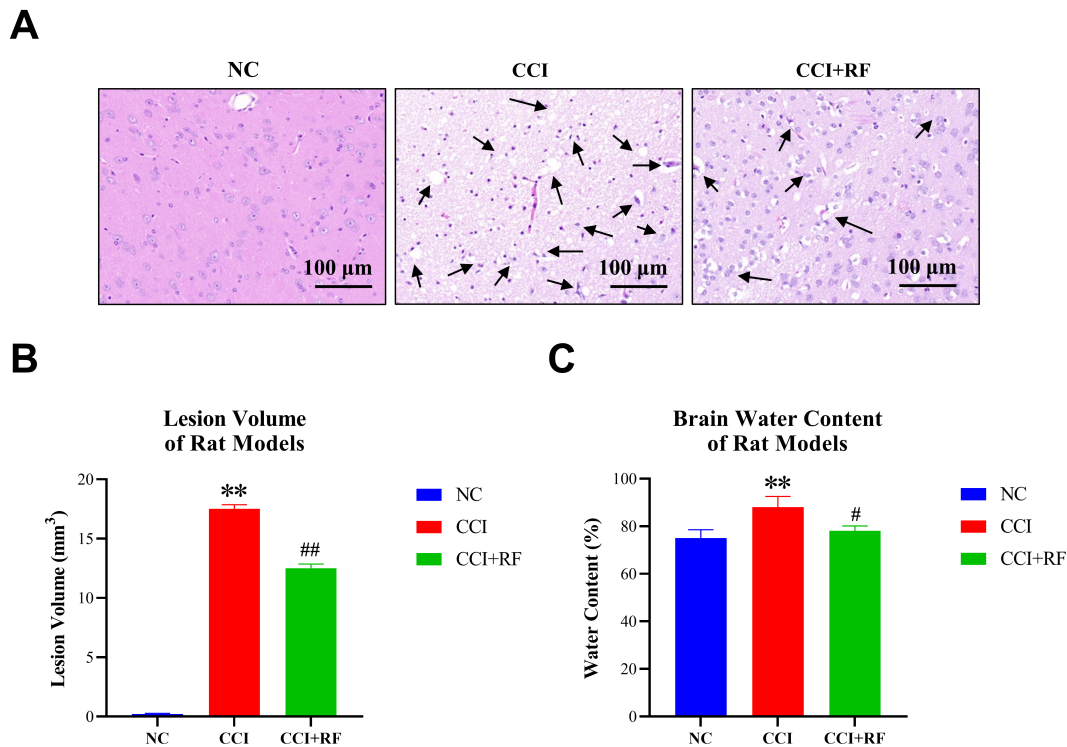 A
NC
CCI
CCI+RF
100 μm
100 μm
100 μm
B
C
Lesion Volume
of Rat Models
Lesion Volume (mm³)
20
15
10
5
0
**
##
NC
CCI
CCI+RF
NC
CCI
CCI+RF
Brain Water Content
of Rat Models
Water Content (%)
100
80
60
40
20
0
**
#
NC
CCI
CCI+RF
NC
CCI
CCI+RF